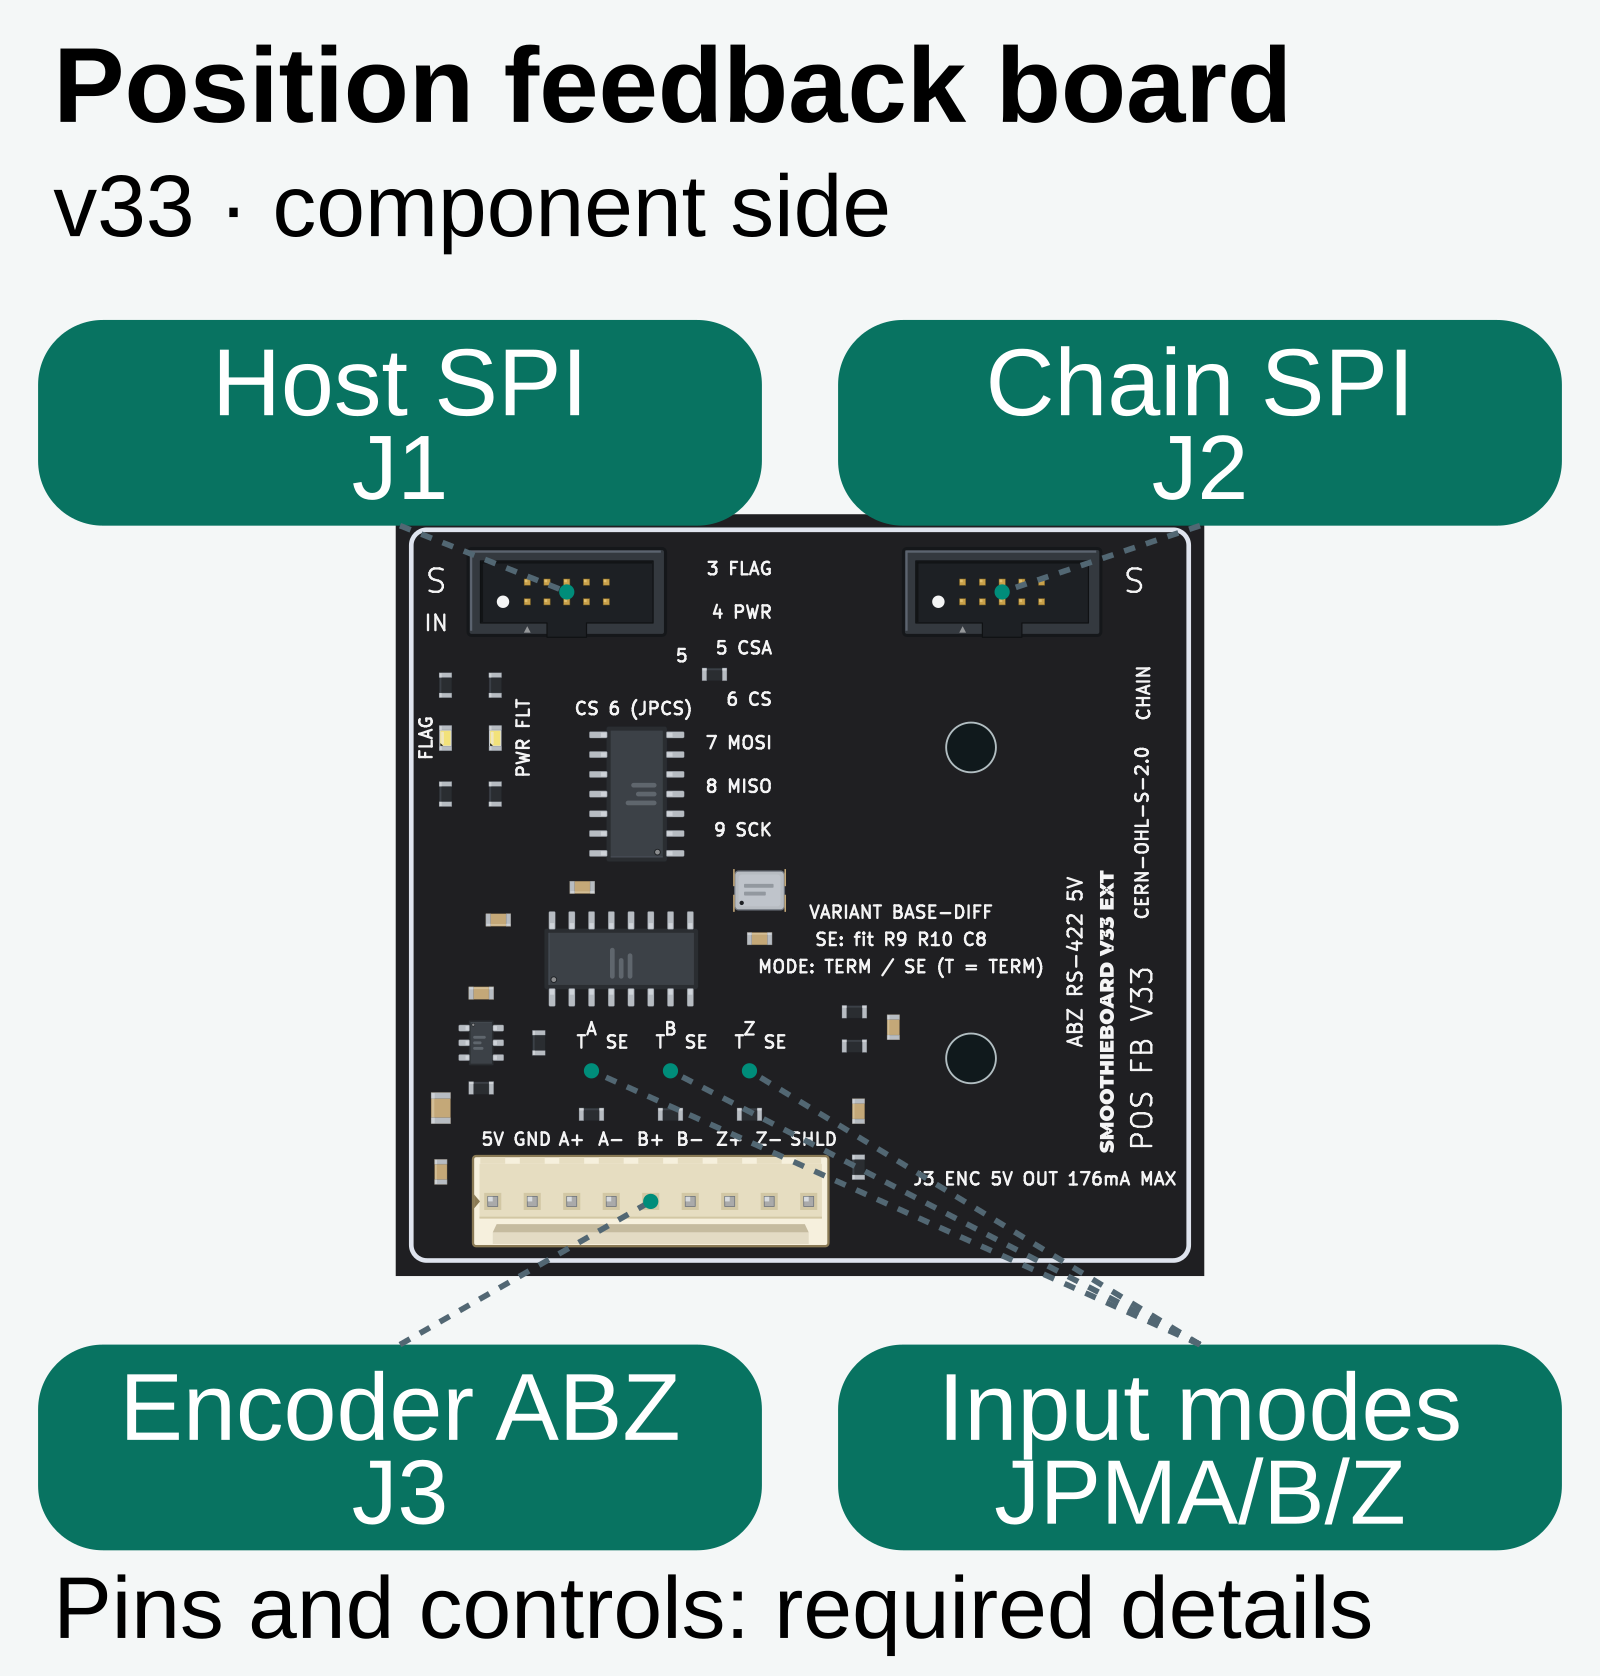 Position feedback board
v33 · component side
Host SPI
J1
Chain SPI
J2
S
IN
3 FLAG
4 PWR
5
5 CSA
6 CS
CS 6 (JPCS)
7 MOSI
8 MISO
9 SCK
S
FLAG
PWR FLT
CHAIN
CERN-OHL-S-2.0
VARIANT BASE-DIFF
SE: fit R9 R10 C8
MODE: TERM / SE (T = TERM)
ABZ RS-422 5V
SMOOTHIEBOARD V33 EXT
POS FB V33
A
T SE
B
T SE
Z
T SE
5V GND A+ A- B+ B- Z+ Z- SHLD
J3 ENC 5V OUT 176mA MAX
Encoder ABZ
J3
Input modes
JPMA/B/Z
Pins and controls: required details